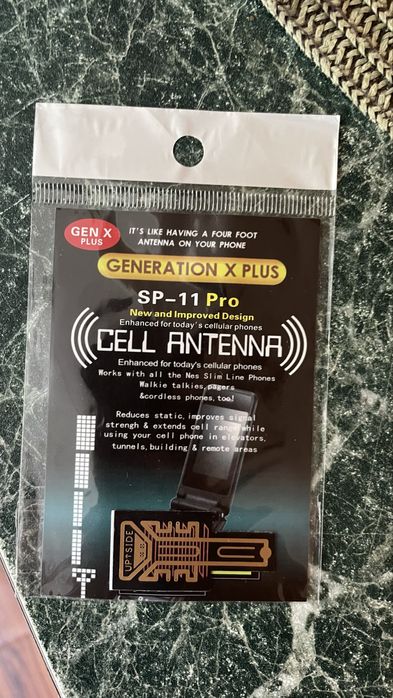 GEN X
PLUS
IT'S LIKE HAVING A FOUR FOOT
ANTENNA ON YOUR PHONE
GENERATION X PLUS
SP-11 Pro
New and Improved Design
Enhanced for today's cellular phones
CELL ANTENNA
Enhanced for today's cellular phones
Works with all the Nes Slim Line Phones
Walkie talkies,pagers
&cordless phones,too!
Reduces static,improves signal
strengh & extends cell range while
using your cell phone in elevators,
tunnels,building & remote areas
UP↑SIDE